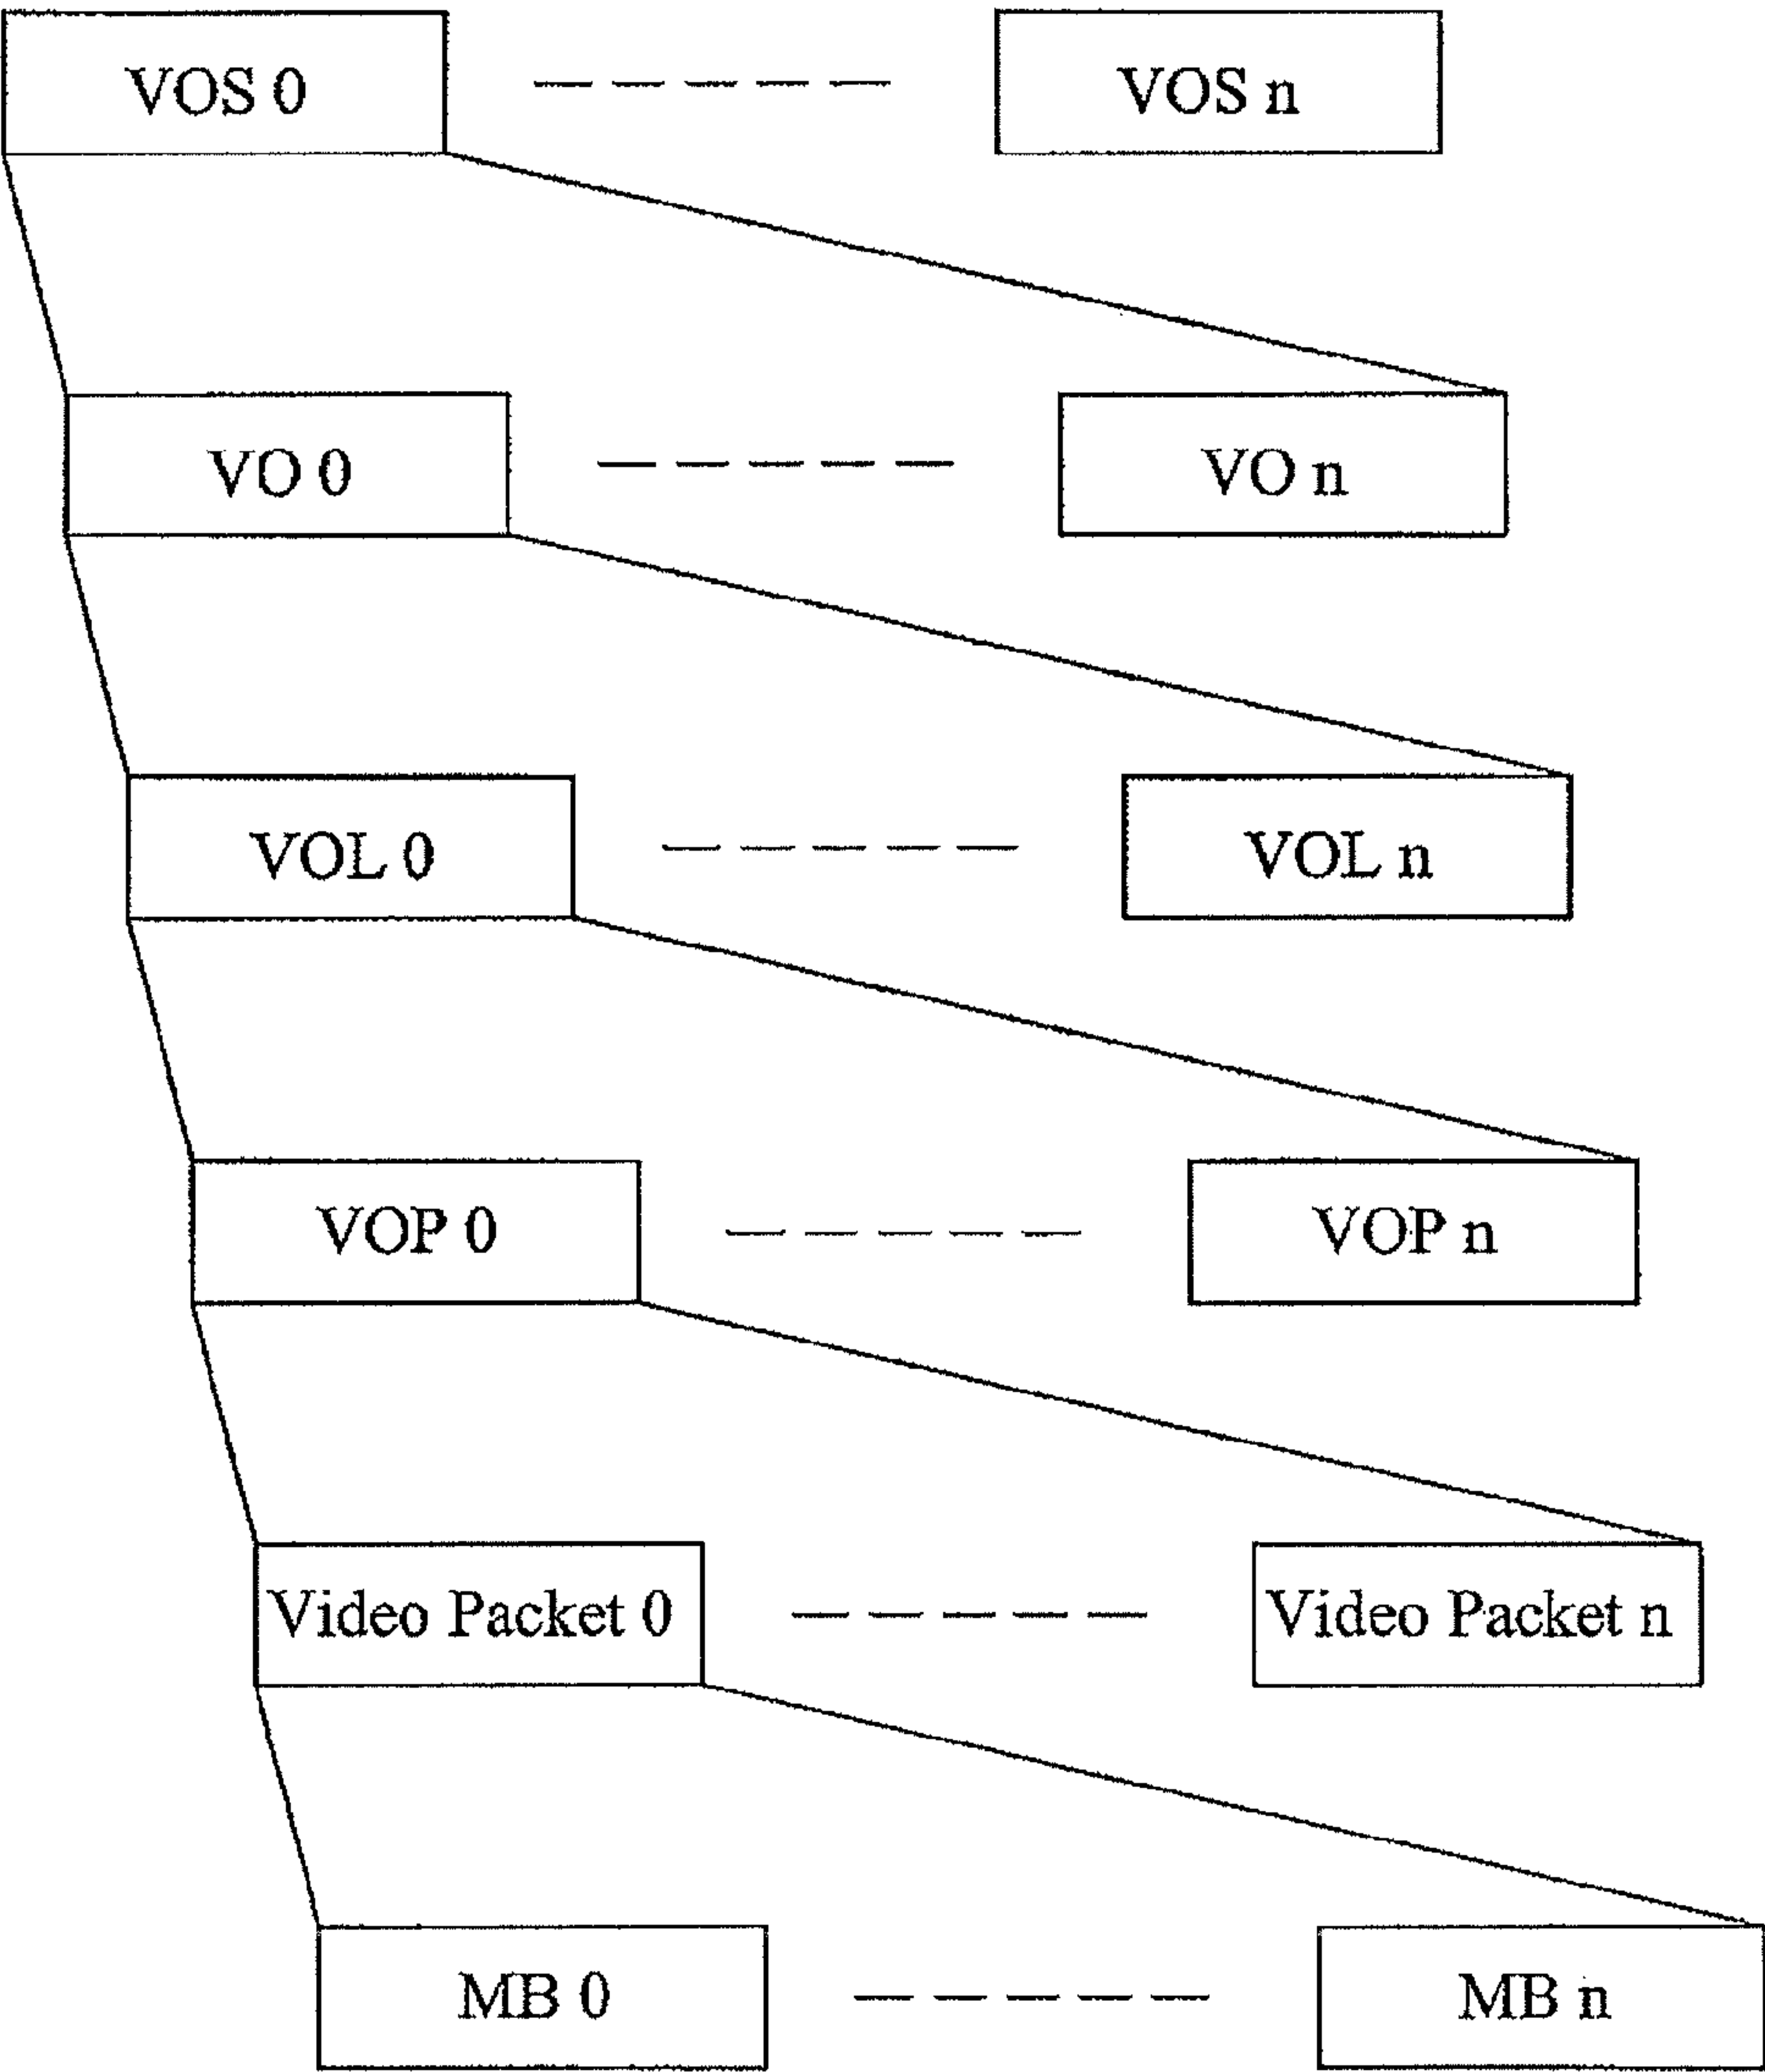 VOS 0
VOS n
VO 0
VO n
VOL 0
VOL n
VOP 0
VOP n
Video Packet 0
Video Packet n
MB 0
MB n